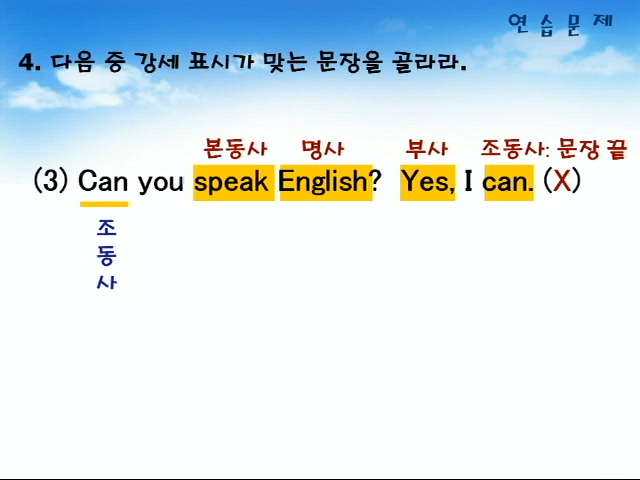 연습문제
4. 다음 중 강세 표시가 맞는 문장을 골라라.
본동사 명사 부사 조동사: 문장 끝
(3) Can you speak English? Yes, I can. (X)
조
동
사